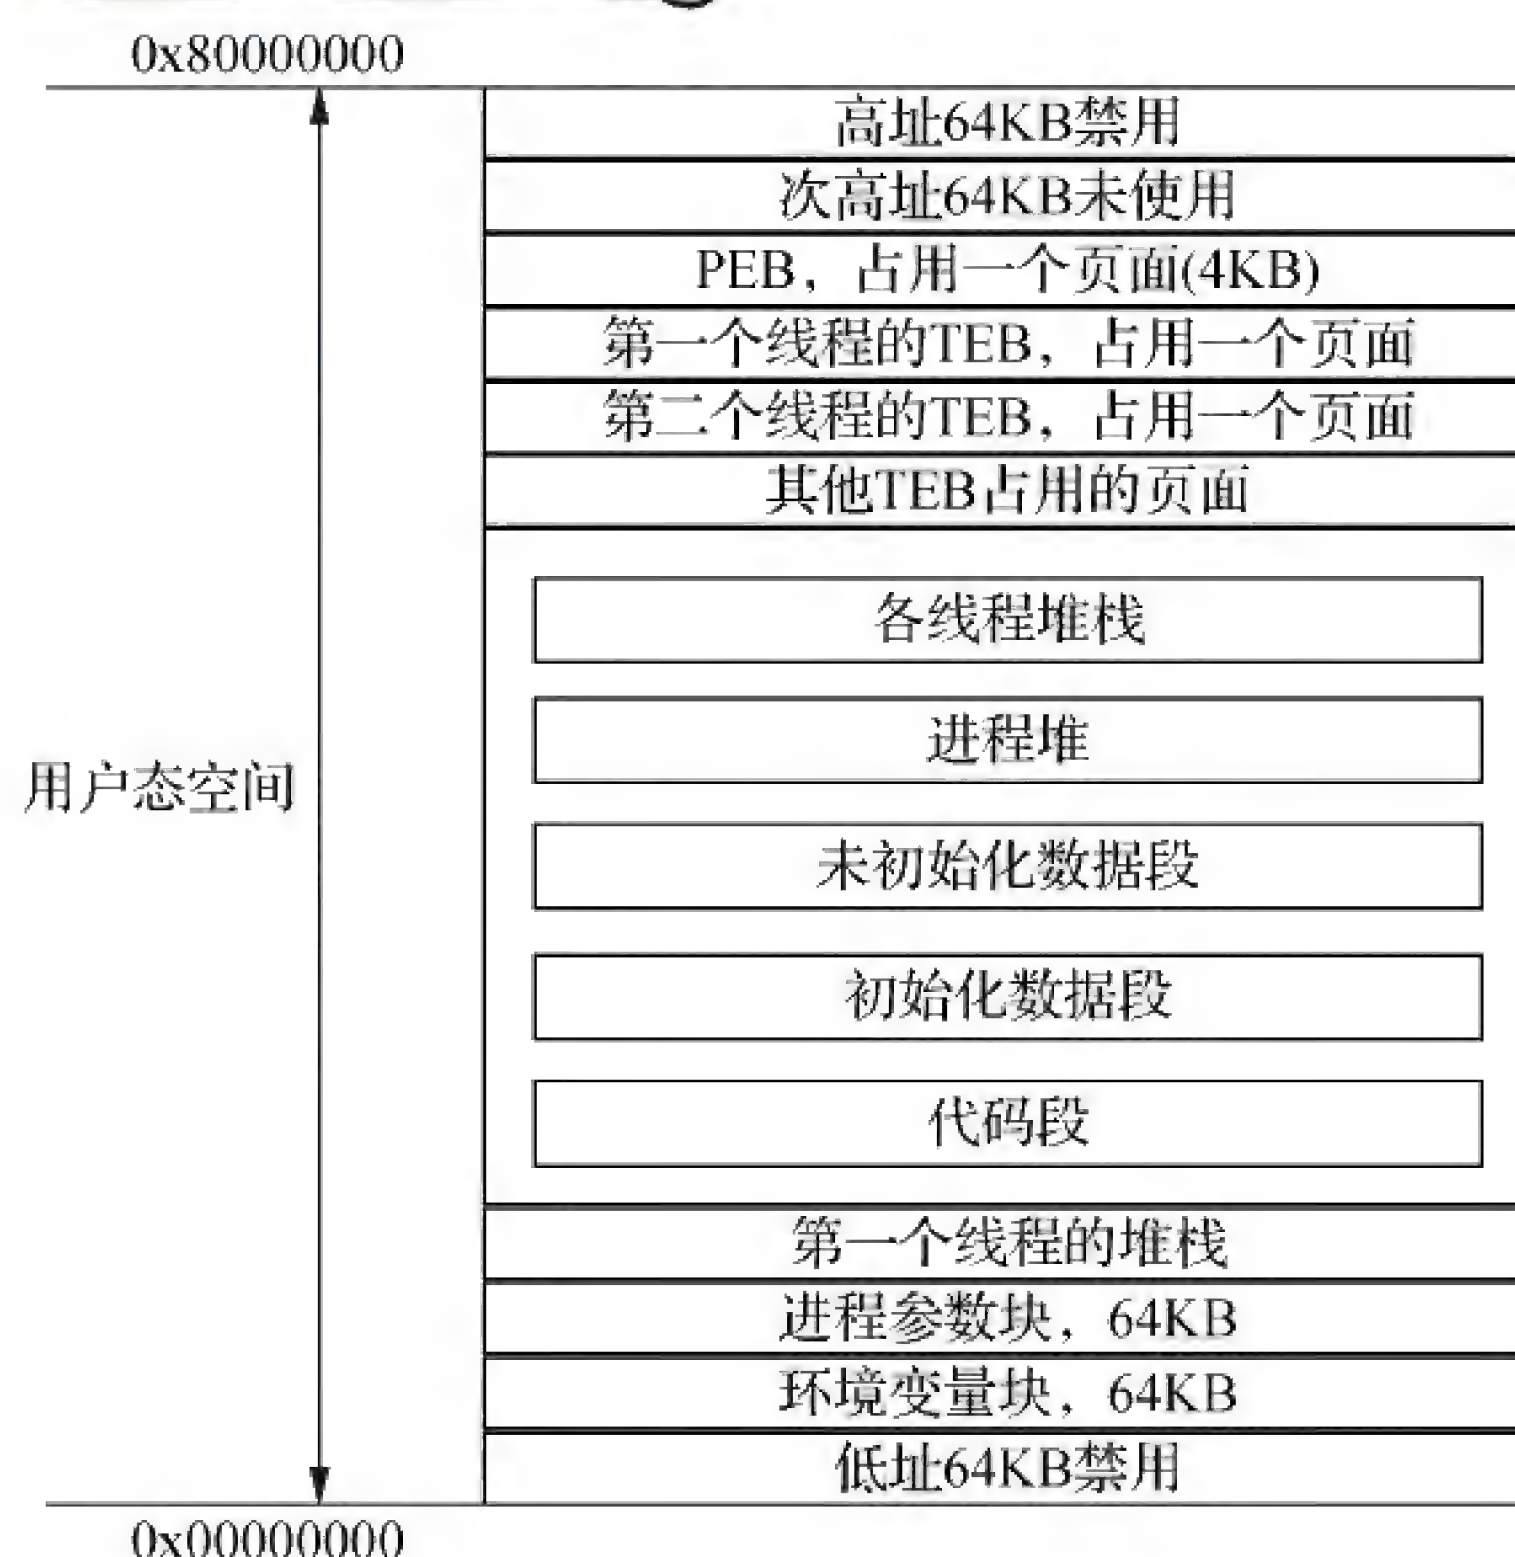 0x80000000
高址64KB禁用
次高址64KB未使用
PEB，占用一个页面(4KB)
第一个线程的TEB，占用一个页面
第二个线程的TEB，占用一个页面
其他TEB占用的页面
各线程堆栈
进程堆
用户态空间
未初始化数据段
初始化数据段
代码段
第一个线程的堆栈
进程参数块，64KB
环境变量块，64KB
低址64KB禁用
0x00000000